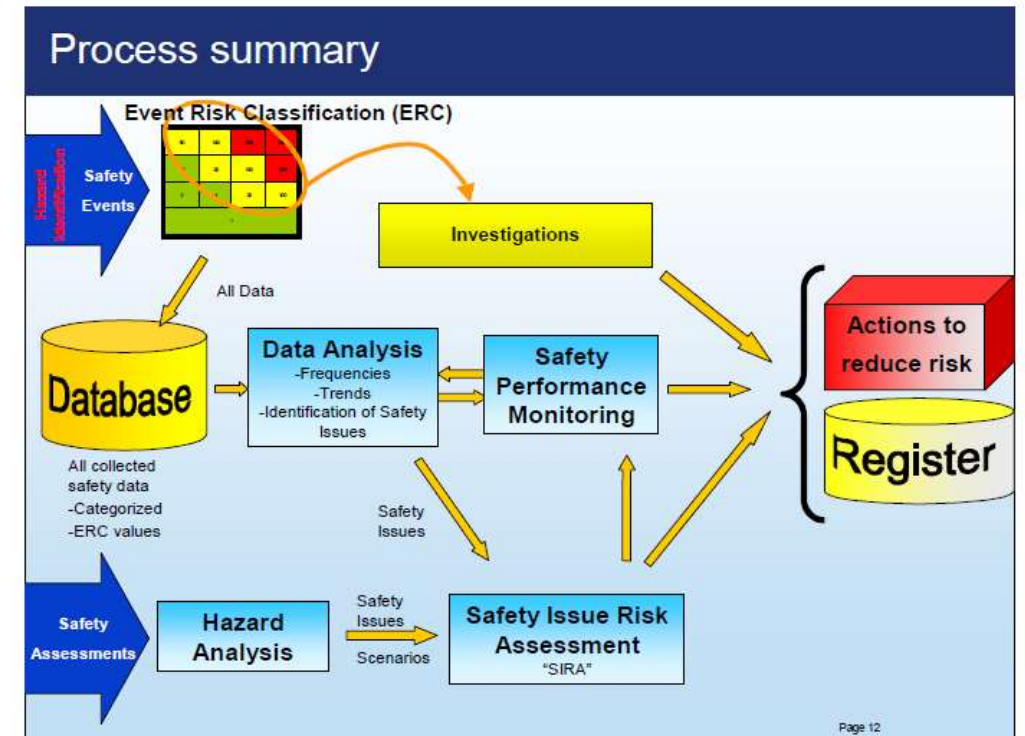 Process summary
Event Risk Classification (ERC)
Hazard
Identification
Safety
Events
Investigations
All Data
Actions to
reduce risk
Database
Data Analysis
-Frequencies
-Trends
-Identification of Safety
Issues
Safety
Performance
Monitoring
Register
All collected
safety data
-Categorized
-ERC values
Safety
Issues
Safety
Assessments
Hazard
Analysis
Safety
Issues
Scenarios
Safety Issue Risk
Assessment
“SIRA”
Page 12